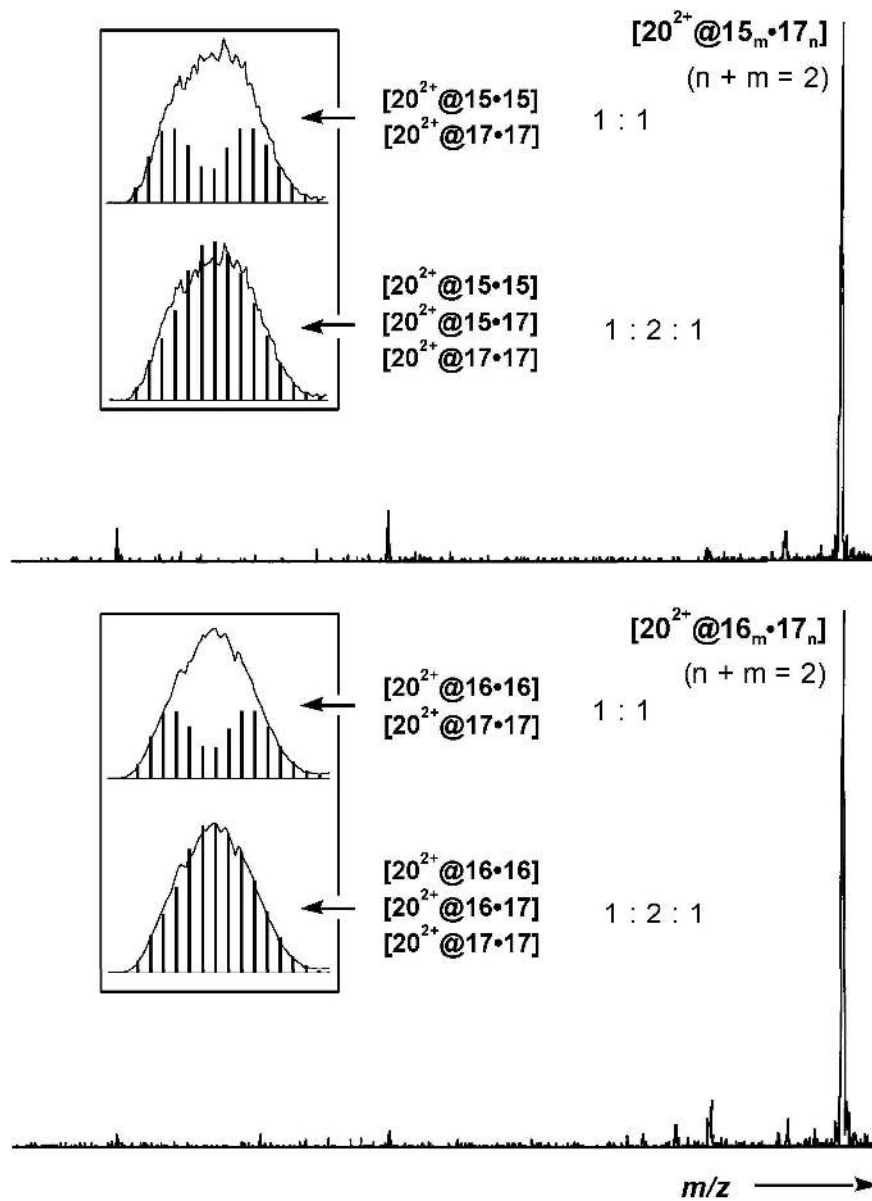 [20²⁺@15ₘ•17ₙ]
(n + m = 2)
[20²⁺@15•15]
[20²⁺@17•17]
1 : 1
[20²⁺@15•15]
[20²⁺@15•17]
[20²⁺@17•17]
1 : 2 : 1
[20²⁺@16ₘ•17ₙ]
(n + m = 2)
[20²⁺@16•16]
[20²⁺@17•17]
1 : 1
[20²⁺@16•16]
[20²⁺@16•17]
[20²⁺@17•17]
1 : 2 : 1
m/z